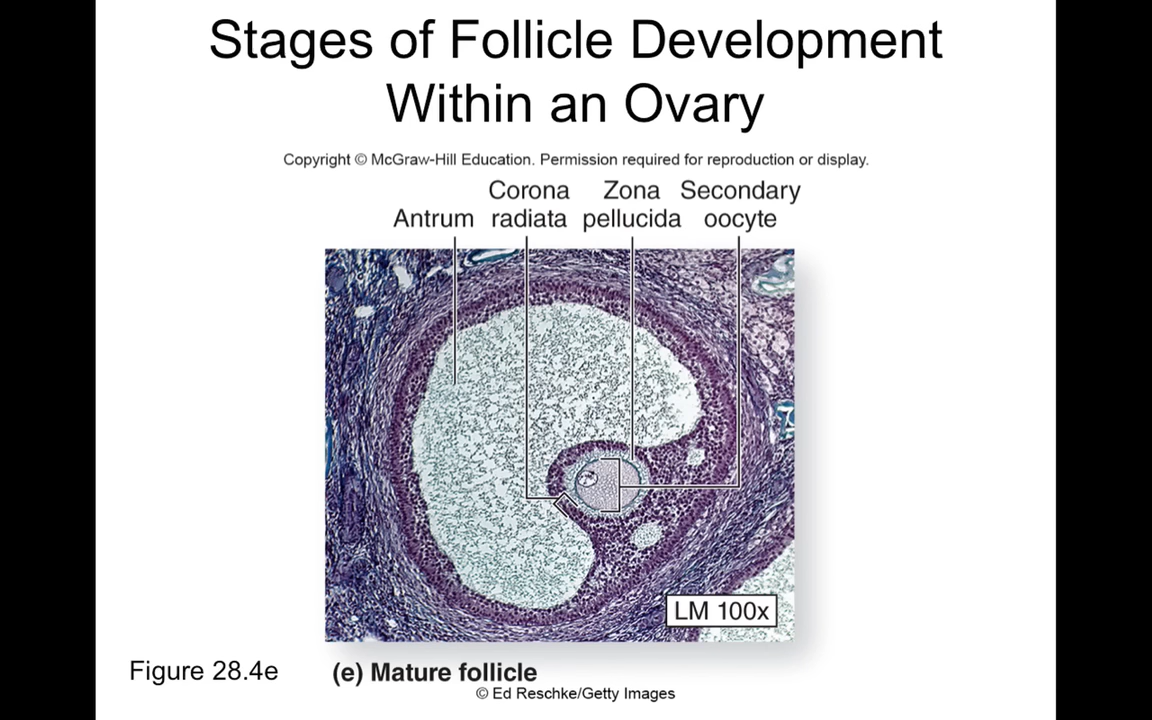 Stages of Follicle Development
Within an Ovary
Copyright © McGraw-Hill Education. Permission required for reproduction or display.
Antrum
Corona
radiata
Zona
pellucida
Secondary
oocyte
LM 100x
Figure 28.4e
(e) Mature follicle
© Ed Reschke/Getty Images